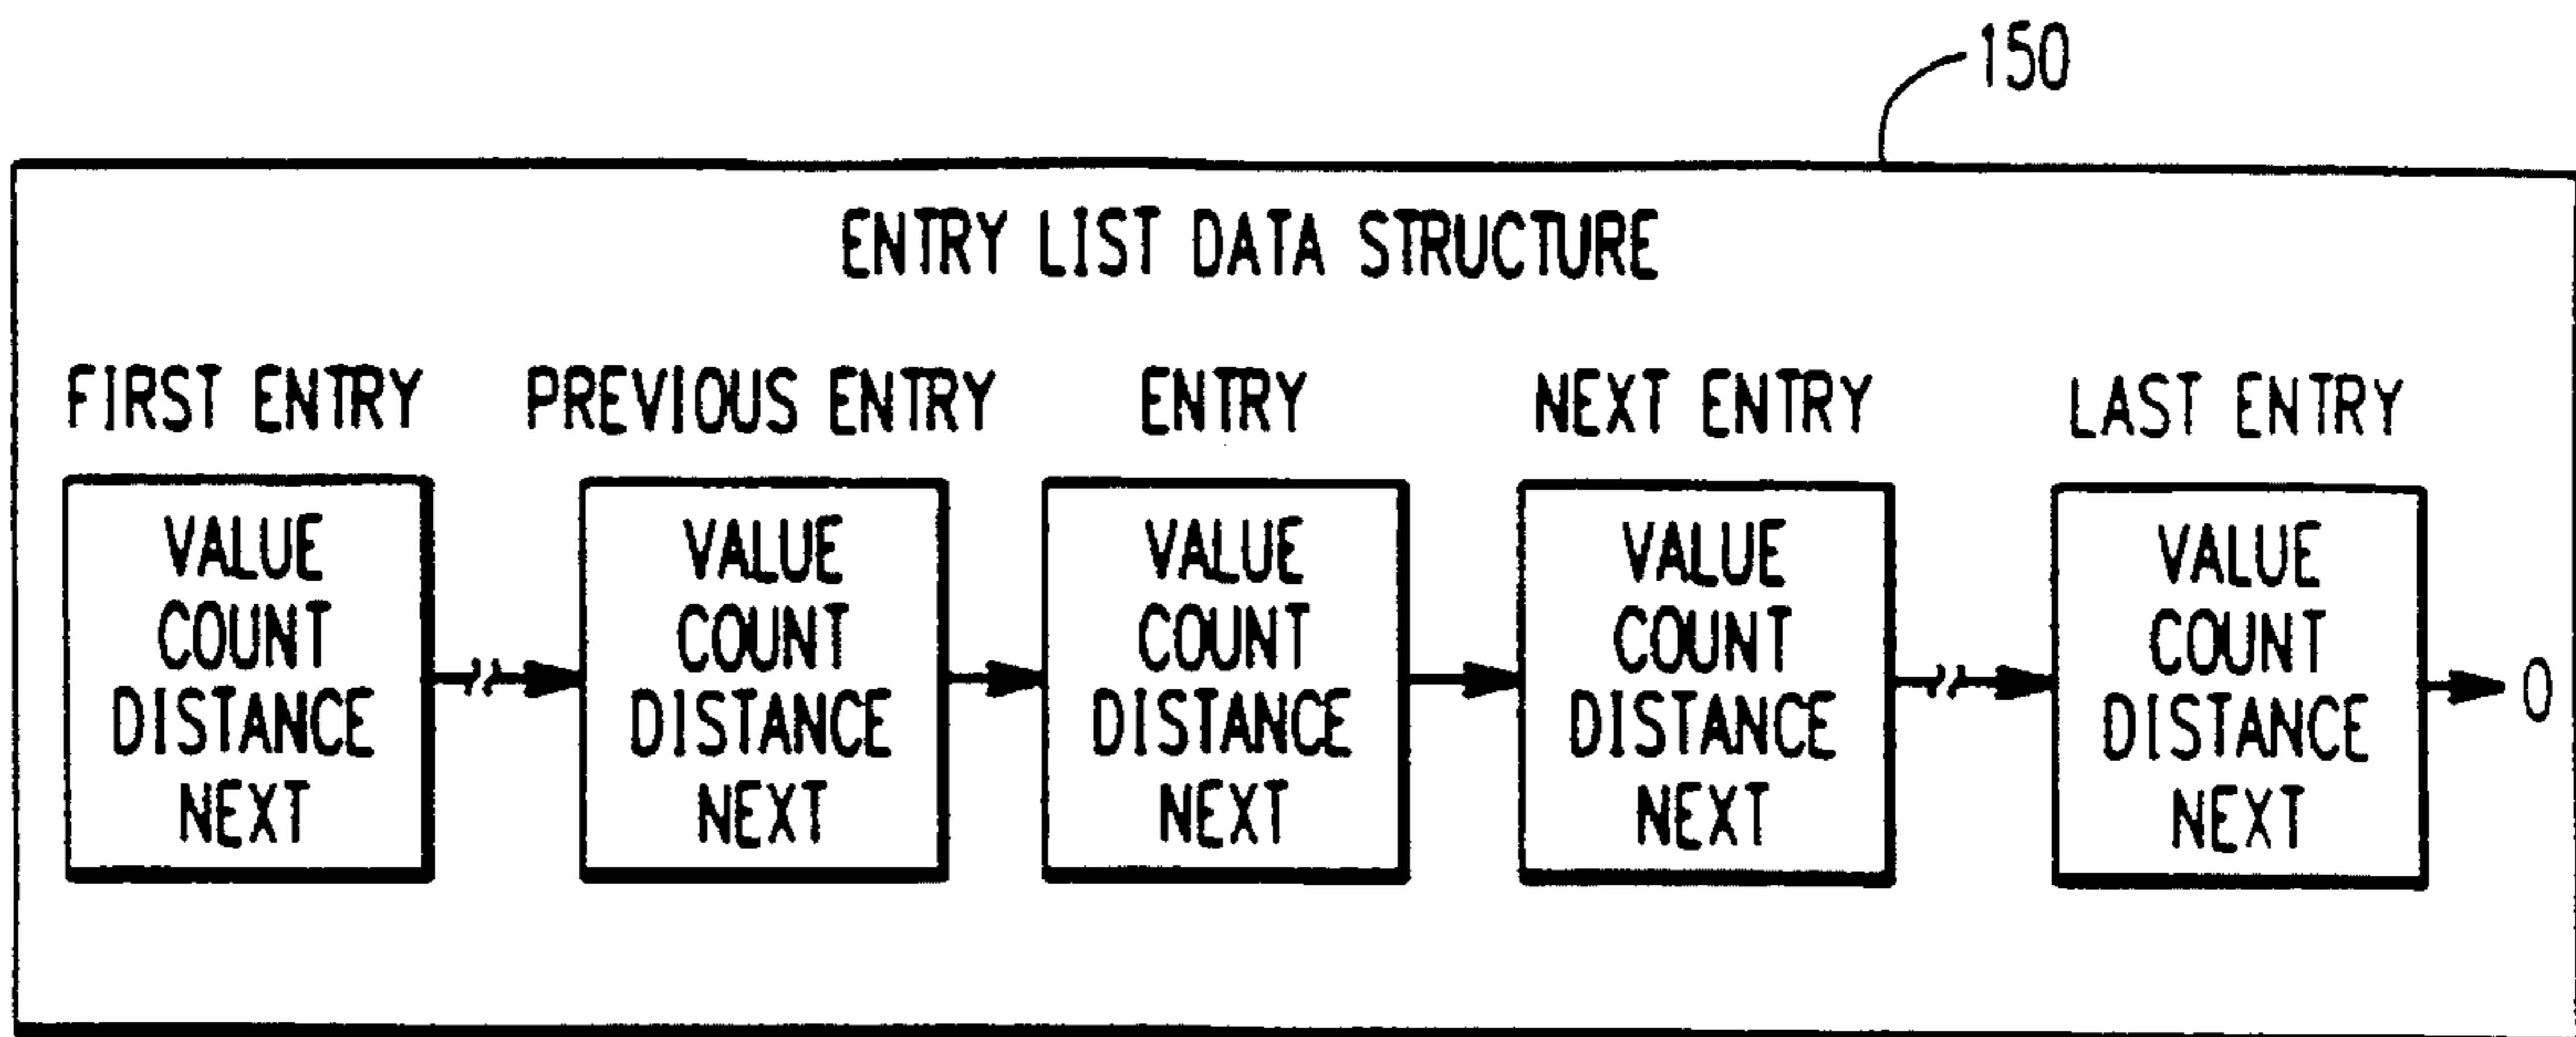 150
ENTRY LIST DATA STRUCTURE
FIRST ENTRY PREVIOUS ENTRY ENTRY NEXT ENTRY LAST ENTRY
VALUE VALUE VALUE VALUE VALUE
COUNT COUNT COUNT COUNT COUNT
DISTANCE DISTANCE DISTANCE DISTANCE DISTANCE 0
NEXT NEXT NEXT NEXT NEXT